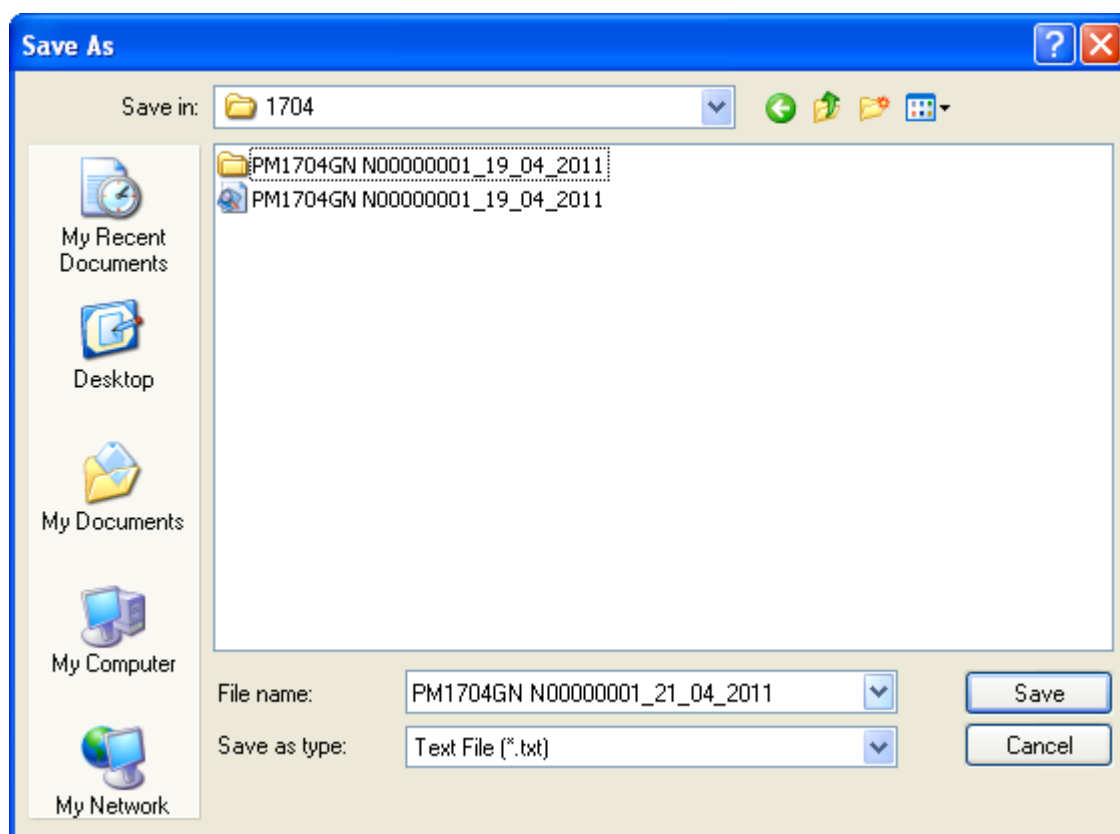 Save As
Save in: 1704
PM1704GN N00000001_19_04_2011
PM1704GN N00000001_19_04_2011
My Recent
Documents
Desktop
My Documents
My Computer
My Network
File name: PM1704GN N00000001_21_04_2011 Save
Save as type: Text File (*.txt) Cancel